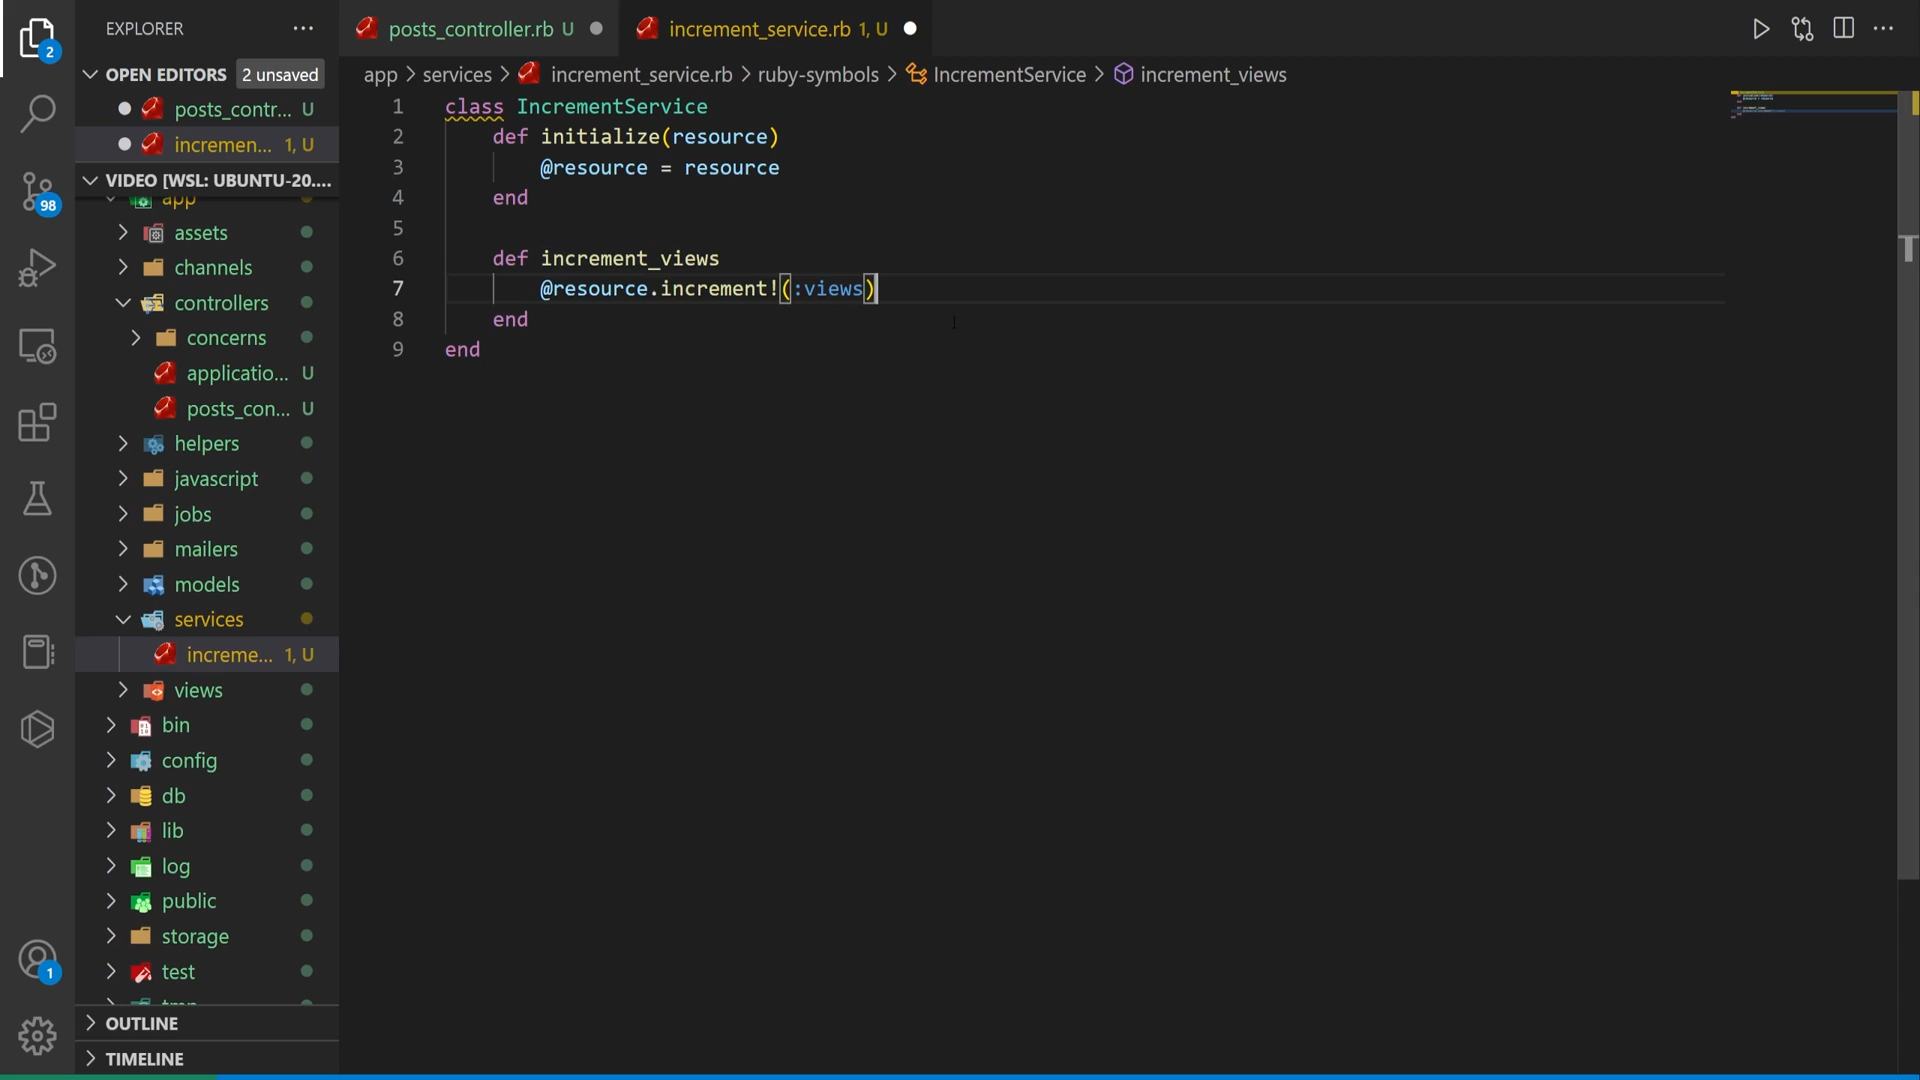 EXPLORER
OPEN EDITORS 2 unsaved
posts_contr... U
incremen... 1, U
VIDEO [WSL: UBUNTU-20....
app
assets
channels
controllers
concerns
applicatio... U
posts_con... U
helpers
javascript
jobs
mailers
models
services
increme... 1, U
views
bin
config
db
lib
log
public
storage
test
tmp
OUTLINE
TIMELINE
2
98
1
posts_controller.rb U
increment_service.rb 1, U
app > services > increment_service.rb > ruby-symbols > IncrementService > increment_views
1 class IncrementService
2 def initialize(resource)
3 @resource = resource
4 end
5
6 def increment_views
7 @resource.increment!(:views)
8 end
9 end